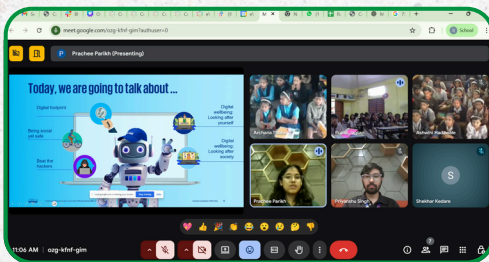 meet.google.com/ozg-kfnf-gim?authuser=0
School
P Prachee Parikh (Presenting)
Today, we are going to talk about ...
Digital footprint
Being social yet safe
Beat the hackers
Digital wellbeing: Looking after yourself
Digital wellbeing: Looking after society
Archana
Ashvini
Prachee Parikh
Priyanshu Singh
S
Shekhar Kedare
11:06 AM | ozg-kfnf-gim
7